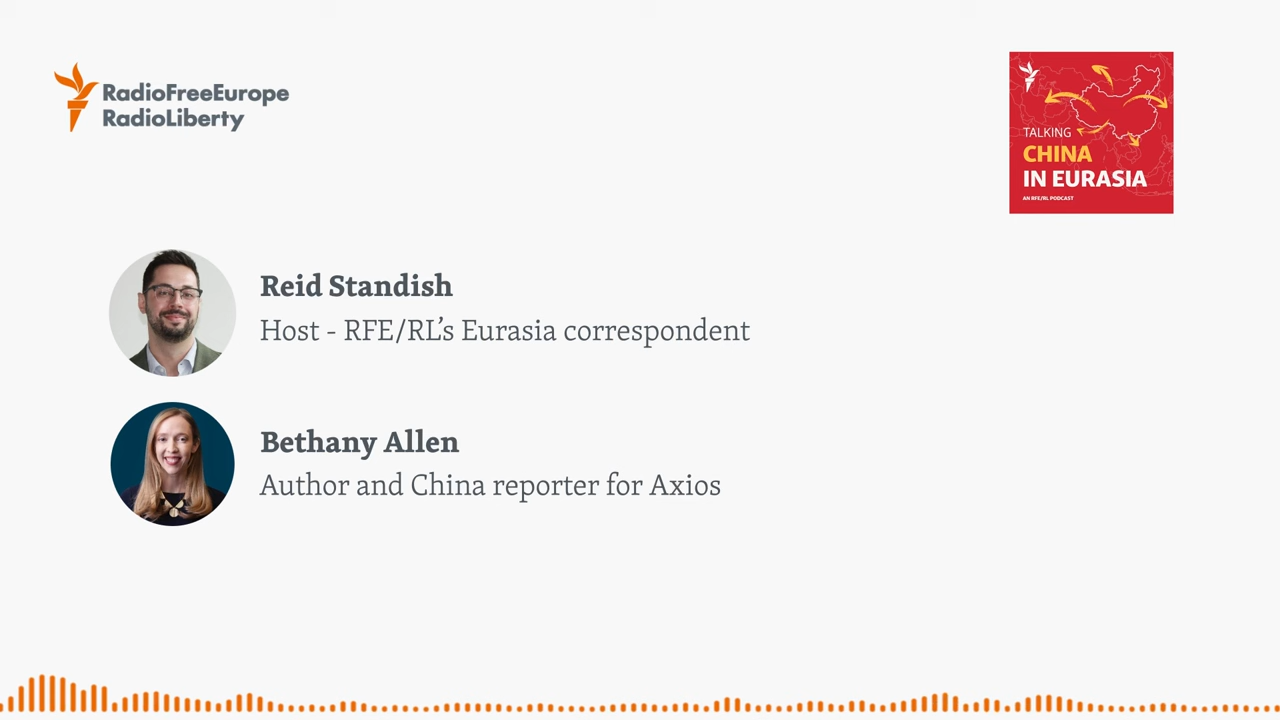 RadioFreeEurope
RadioLiberty
TALKING
CHINA
IN EURASIA
AN RFE/RL PODCAST
Reid Standish
Host - RFE/RL’s Eurasia correspondent
Bethany Allen
Author and China reporter for Axios